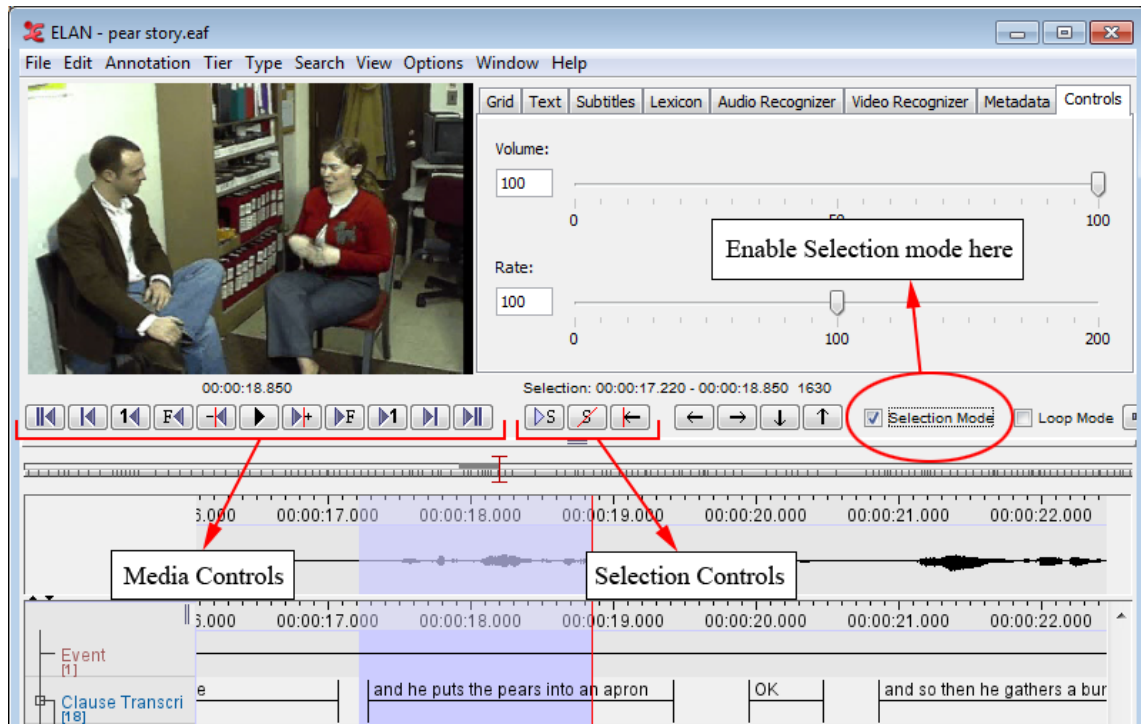 ELAN - pear story.eaf
File Edit Annotation Tier Type Search View Options Window Help
Grid Text Subtitles Lexicon Audio Recognizer Video Recognizer Metadata Controls
Volume:
100
0 100
Enable Selection mode here
Rate:
100
0 100 200
00:00:18.850
Selection: 00:00:17.220 - 00:00:18.850 1630
1 F + F 1 S S Selection Mode Loop Mode
00:00:17.000 00:00:18.000 00:00:19.000 00:00:20.000 00:00:21.000 00:00:22.000
Media Controls
Selection Controls
00:00:17.000 00:00:18.000 00:00:19.000 00:00:20.000 00:00:21.000 00:00:22.000
Event
[1]
Clause Transcri
[18]
e and he puts the pears into an apron OK and so then he gathers a bur